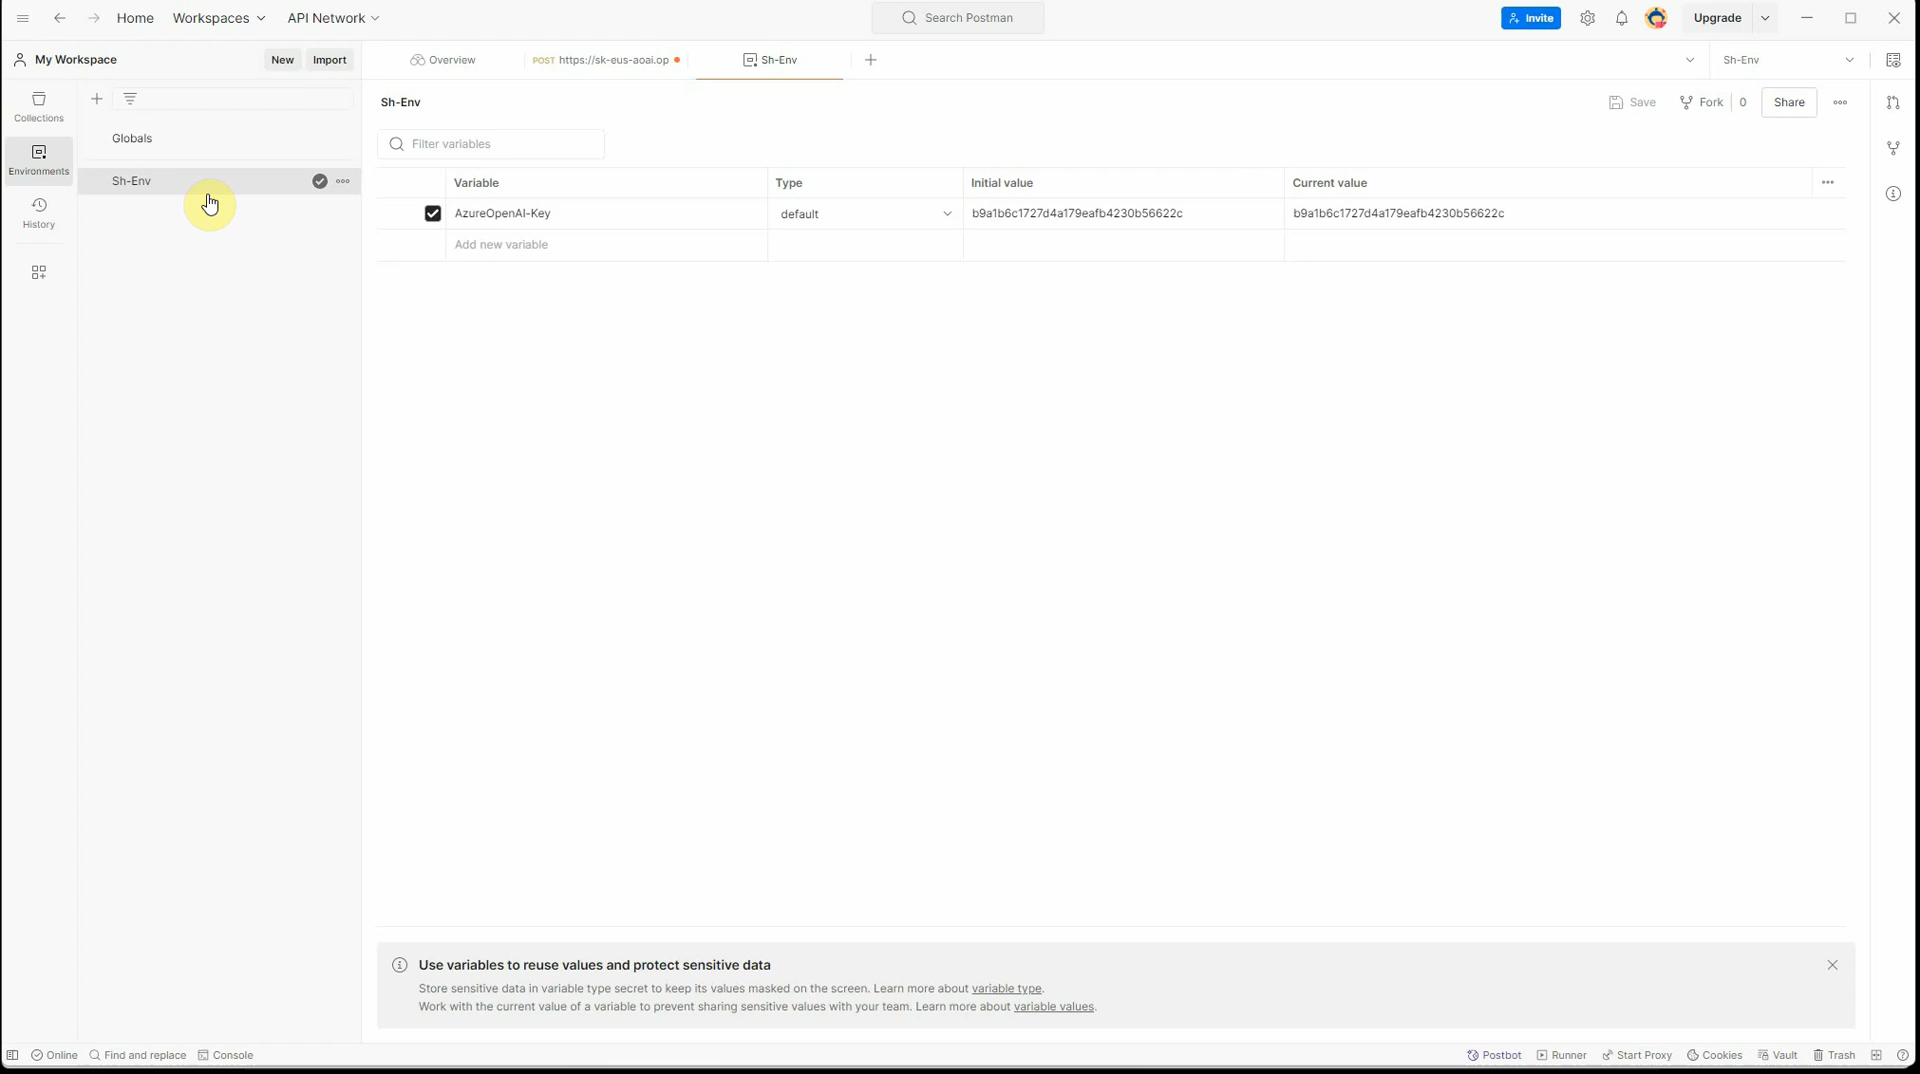 Home
Workspaces
API Network
Search Postman
Invite
Upgrade
My Workspace
New
Import
Overview
POST https://sk-eus-aoai.op
Sh-Env
Sh-Env
Collections
Environments
History
Globals
Sh-Env
Sh-Env
Save
Fork
0
Share
Filter variables
Variable
Type
Initial value
Current value
AzureOpenAI-Key
default
b9a1b6c1727d4a179eafb4230b56622c
b9a1b6c1727d4a179eafb4230b56622c
Add new variable
Use variables to reuse values and protect sensitive data
Store sensitive data in variable type secret to keep its values masked on the screen. Learn more about variable type.
Work with the current value of a variable to prevent sharing sensitive values with your team. Learn more about variable values.
Online
Find and replace
Console
Postbot
Runner
Start Proxy
Cookies
Vault
Trash